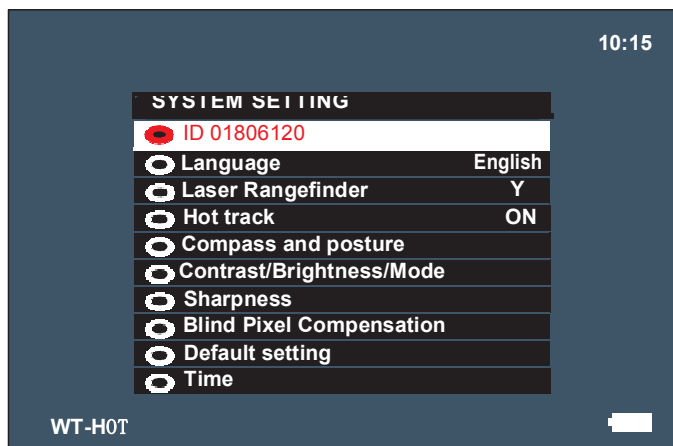 10:15
SYSTEM SETTING
ID 01806120
Language English
Laser Rangefinder Y
Hot track ON
Compass and posture
Contrast/Brightness/Mode
Sharpness
Blind Pixel Compensation
Default setting
Time
WT-HOT